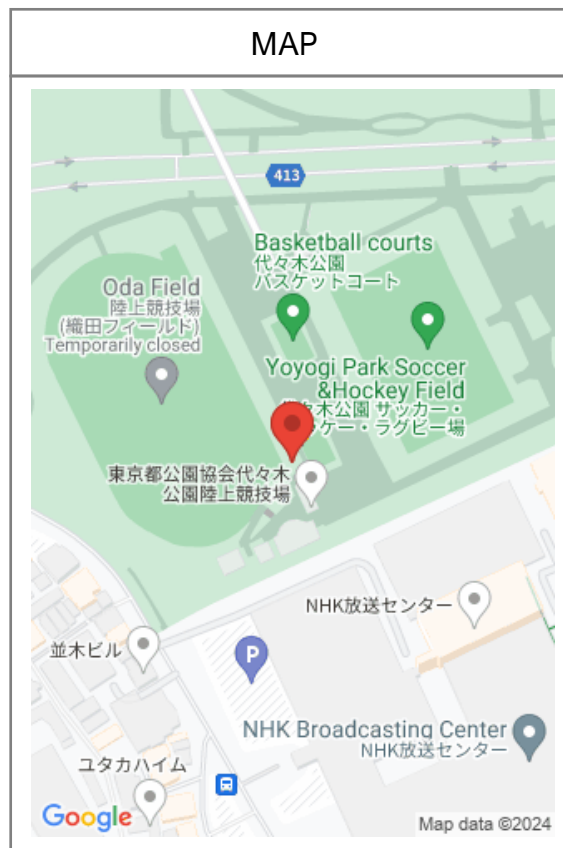 MAP
413
Basketball courts
代々木公園
バスケットコート
Oda Field
陸上競技場
(織田フィールド)
Temporarily closed
Yoyogi Park Soccer
&Hockey Field
々木公園 サッカー・
ケー・ラグビー場
東京都公園協会代々木
公園陸上競技場
NHK放送センター
並木ビル
P
NHK Broadcasting Center
NHK放送センター
ユタカハイム
Google
Map data ©2024